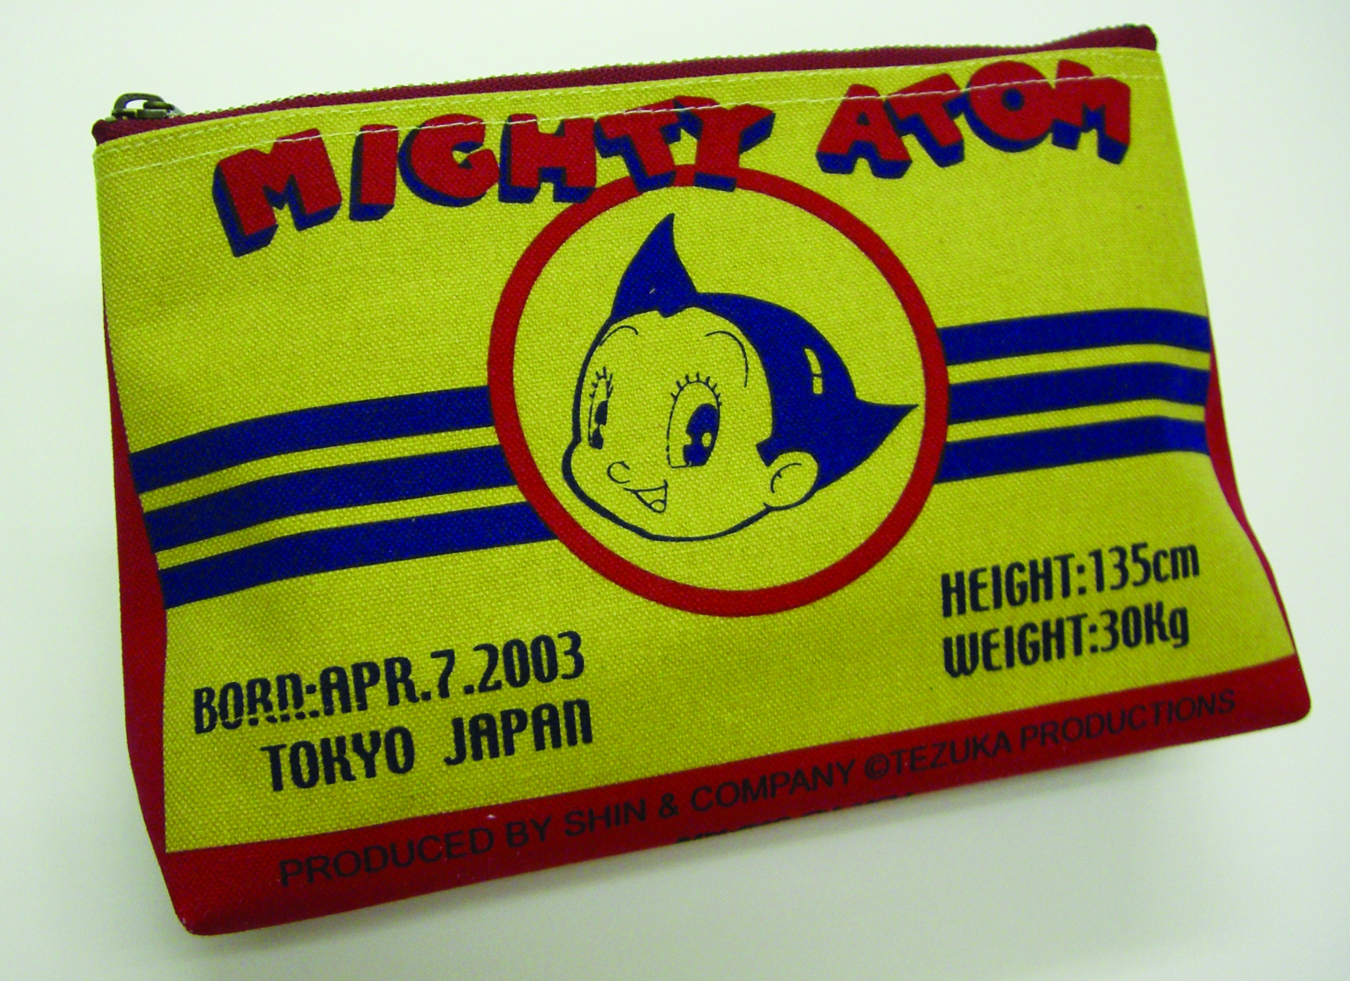 MIGHTY ATOM
HEIGHT:135cm
WEIGHT:30Kg
BORN:APR.7.2003
TOKYO JAPAN
PRODUCED BY SHIN & COMPANY ©TEZUKA PRODUCTIONS